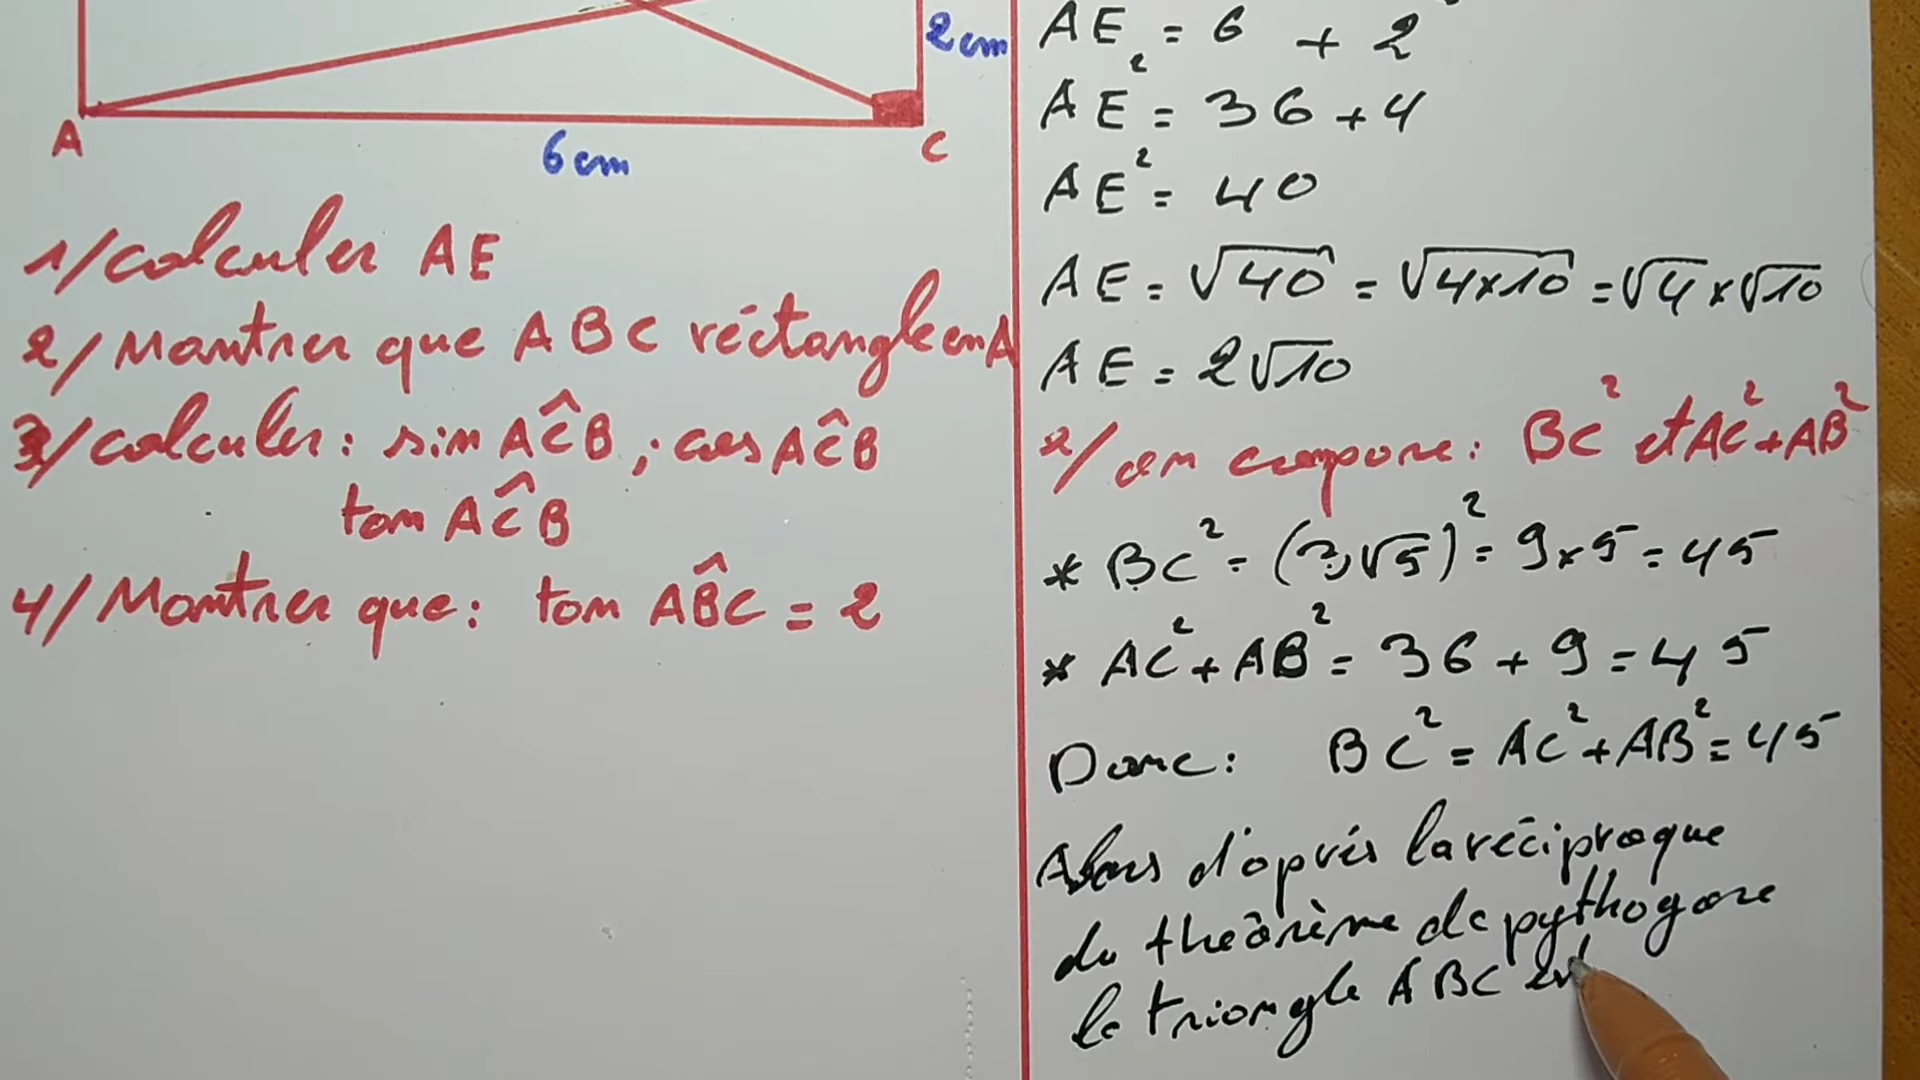 2cm
A
6cm
C
1/ calculer AE
2/ Montrer que ABC réctangle en A
3/ calculer : sin AĈB ; cos AĈB
tan AĈB
4/ Montrer que : tan AB̂C = 2
AE² = 6² + 2²
AE² = 36 + 4
AE² = 40
AE = √40 = √4×10 = √4 × √10
AE = 2√10
2/ on compare : BC² et AC² + AB²
* BC² = (3√5)² = 9×5 = 45
* AC² + AB² = 36 + 9 = 45
Donc : BC² = AC² + AB² = 45
Alors d'après la réciproque
du théorème de pythagore
le triangle ABC est